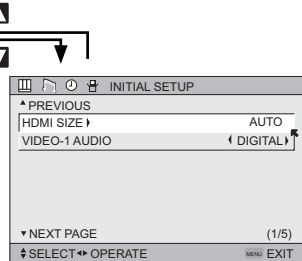 INITIAL SETUP
PREVIOUS
HDMI SIZE AUTO
VIDEO-1 AUDIO DIGITAL
NEXT PAGE (1/5)
SELECT OPERATE MENU EXIT